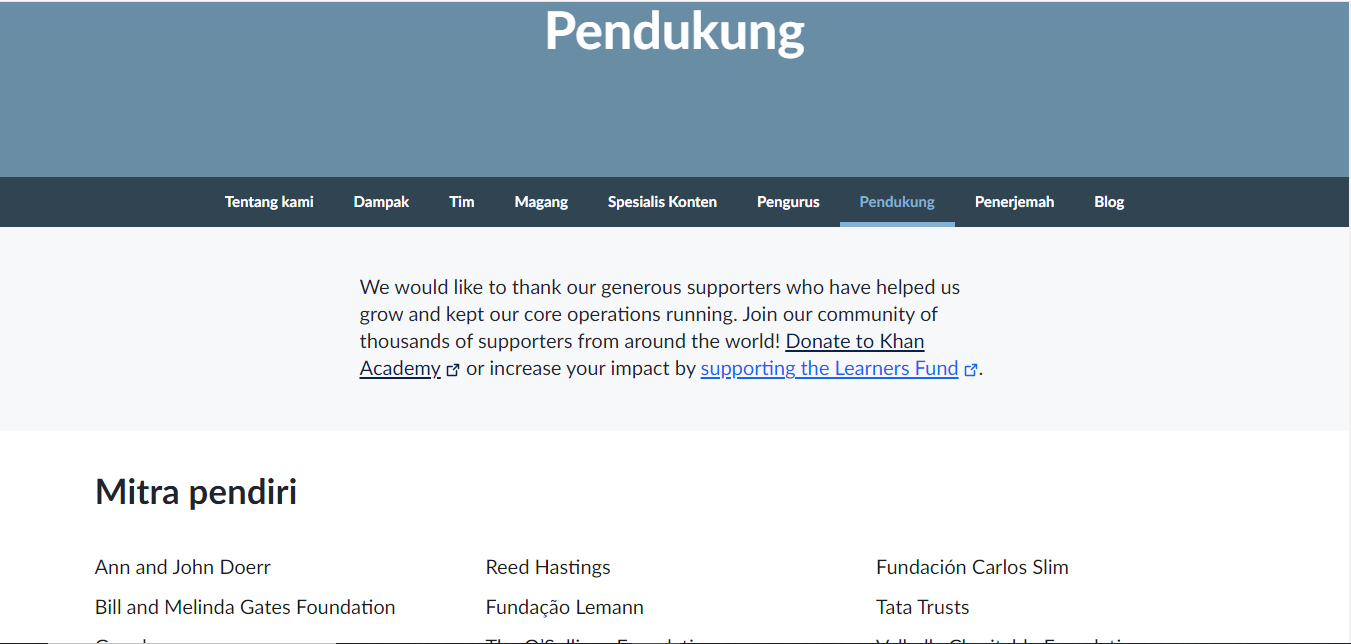 Pendukung
Tentang kami Dampak Tim Magang Spesialis Konten Pengurus Pendukung Penerjemah Blog
We would like to thank our generous supporters who have helped us
grow and kept our core operations running. Join our community of
thousands of supporters from around the world! Donate to Khan
Academy or increase your impact by supporting the Learners Fund.
Mitra pendiri
Ann and John Doerr Reed Hastings Fundación Carlos Slim
Bill and Melinda Gates Foundation Fundação Lemann Tata Trusts